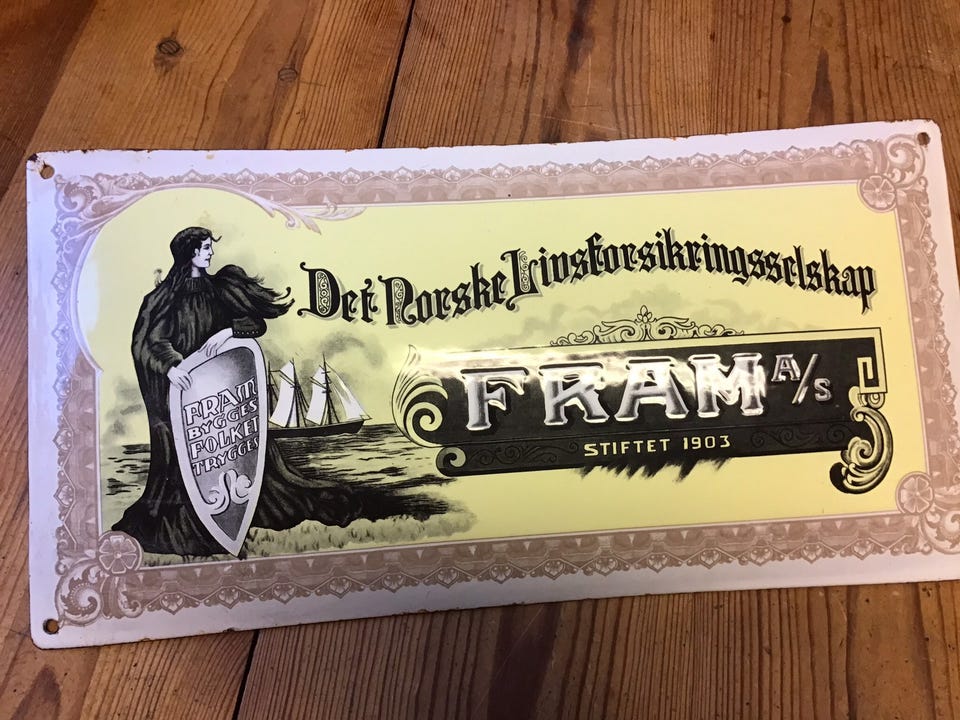 Det Norske Livsforsikringsselskap
FRAM A/S
STIFTET 1903
FRAM
BYGGES
FOLKET
TRYGGES